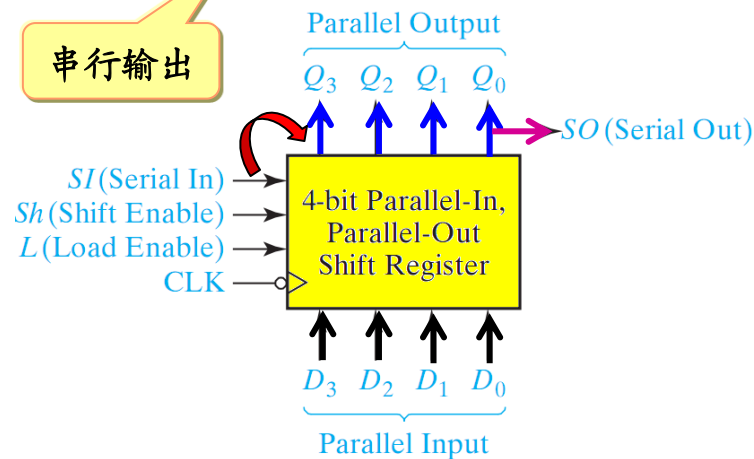 Parallel Output
串行输出
Q3 Q2 Q1 Q0
SO (Serial Out)
SI (Serial In)
Sh (Shift Enable)
L (Load Enable)
CLK
4-bit Parallel-In,
Parallel-Out
Shift Register
D3 D2 D1 D0
Parallel Input